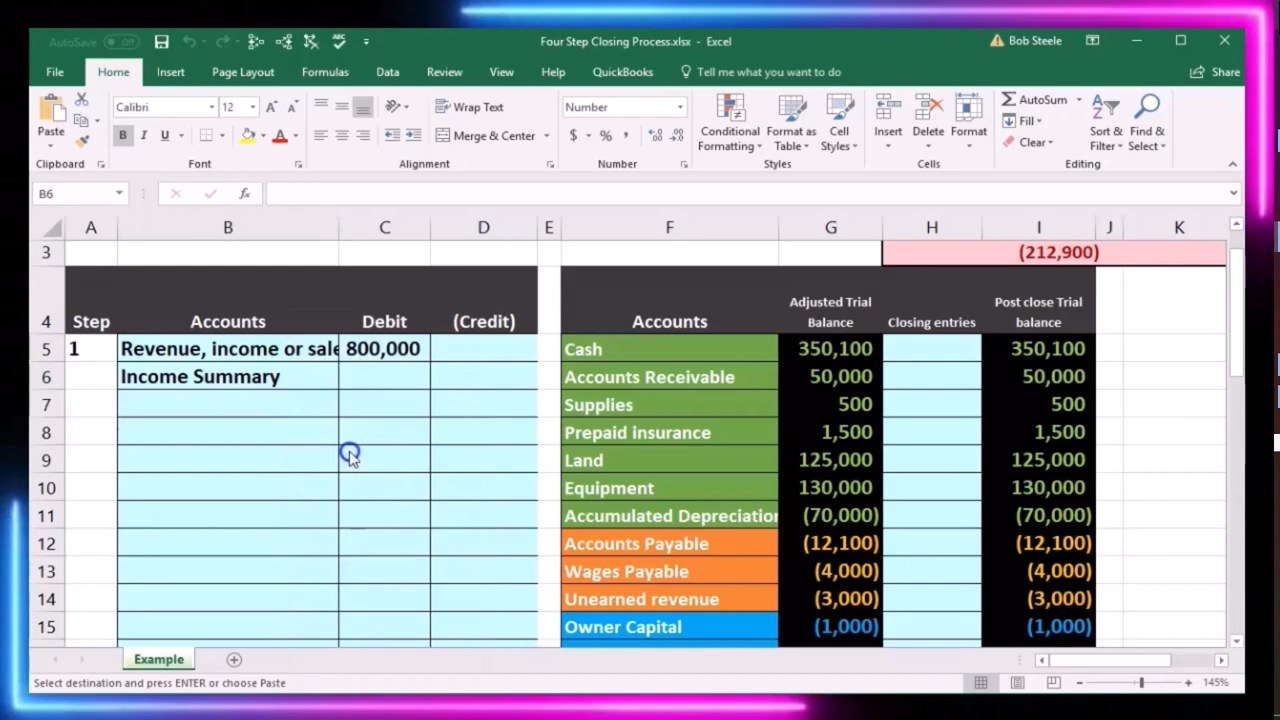 AutoSave Off
Four Step Closing Process.xlsx - Excel
Bob Steele
File Home Insert Page Layout Formulas Data Review View Help QuickBooks Tell me what you want to do Share
Paste
Calibri 12
B I U A
Wrap Text
Merge & Center
Number
$ % ,
Conditional Formatting
Format as Table
Cell Styles
Insert Delete Format
AutoSum
Fill
Clear
Sort & Filter
Find & Select
Clipboard Font Alignment Number Styles Cells Editing
B6 fx
A B C D E F G H I J K
3 (212,900)
4 Step Accounts Debit (Credit) Accounts Adjusted Trial Balance Closing entries Post close Trial balance
5 1 Revenue, income or sale 800,000 Cash 350,100 350,100
6 Income Summary Accounts Receivable 50,000 50,000
7 Supplies 500 500
8 Prepaid insurance 1,500 1,500
9 Land 125,000 125,000
10 Equipment 130,000 130,000
11 Accumulated Depreciation (70,000) (70,000)
12 Accounts Payable (12,100) (12,100)
13 Wages Payable (4,000) (4,000)
14 Unearned revenue (3,000) (3,000)
15 Owner Capital (1,000) (1,000)
Example
Select destination and press ENTER or choose Paste
145%